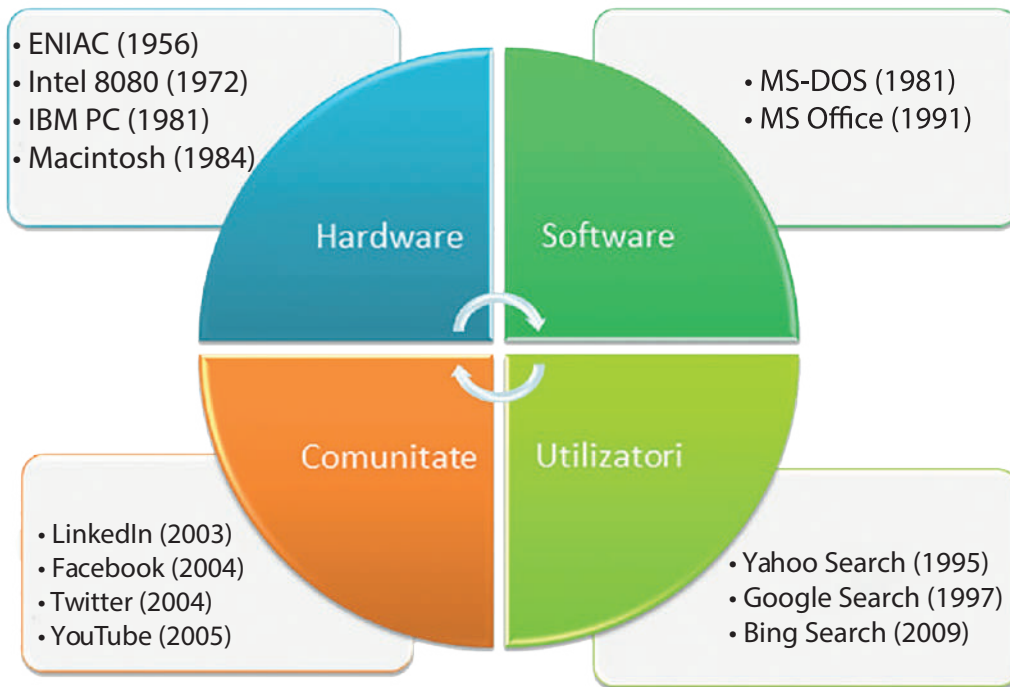 • ENIAC (1956)
• Intel 8080 (1972)
• IBM PC (1981)
• Macintosh (1984)
• MS-DOS (1981)
• MS Office (1991)
Hardware
Software
Comunitate
Utilizatori
• LinkedIn (2003)
• Facebook (2004)
• Twitter (2004)
• YouTube (2005)
• Yahoo Search (1995)
• Google Search (1997)
• Bing Search (2009)